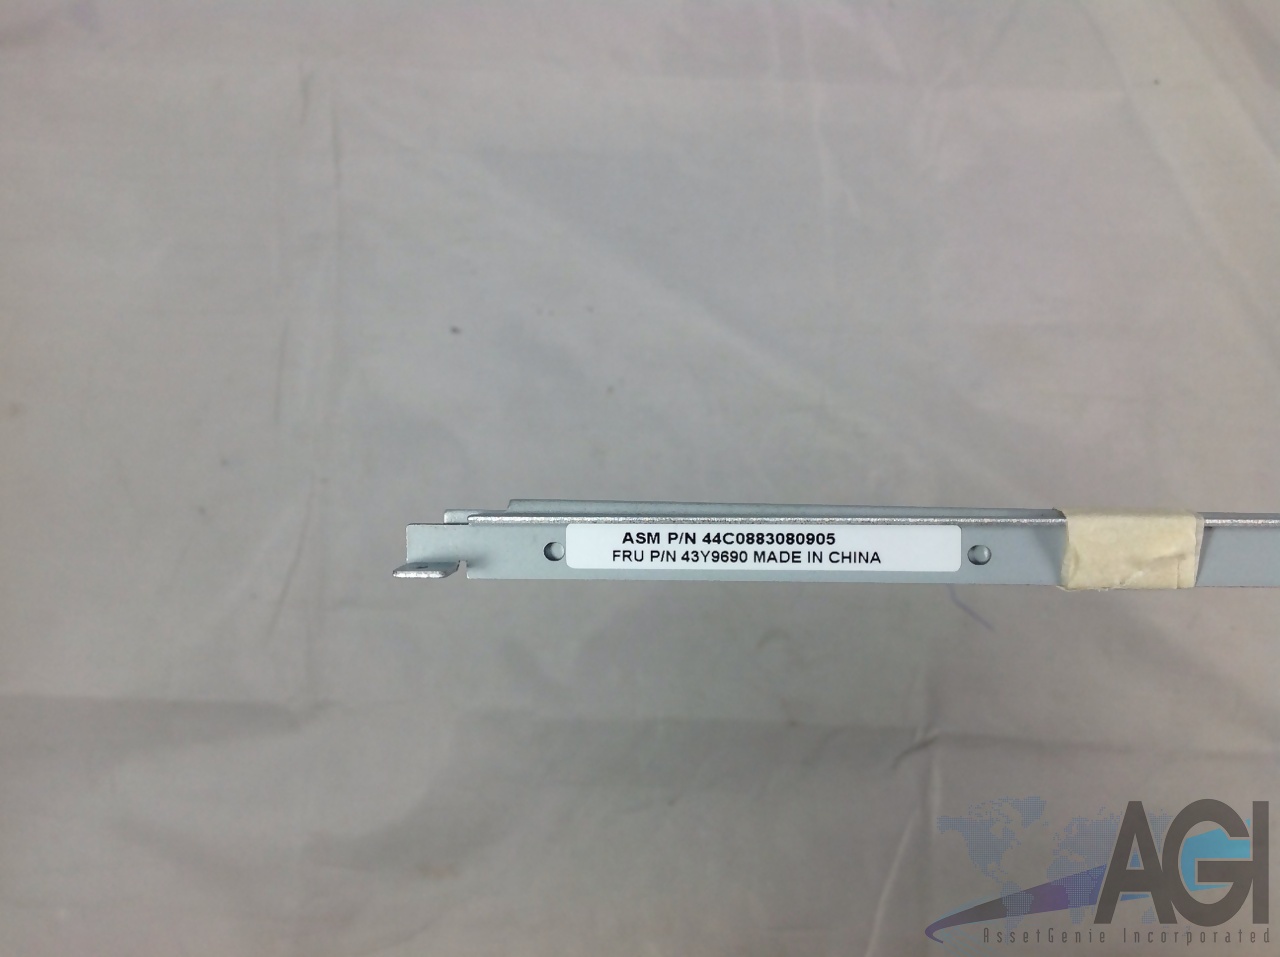 ASM P/N 44C0883080905
FRU P/N 43Y9690 MADE IN CHINA
AGI
AssetGenie Incorporated